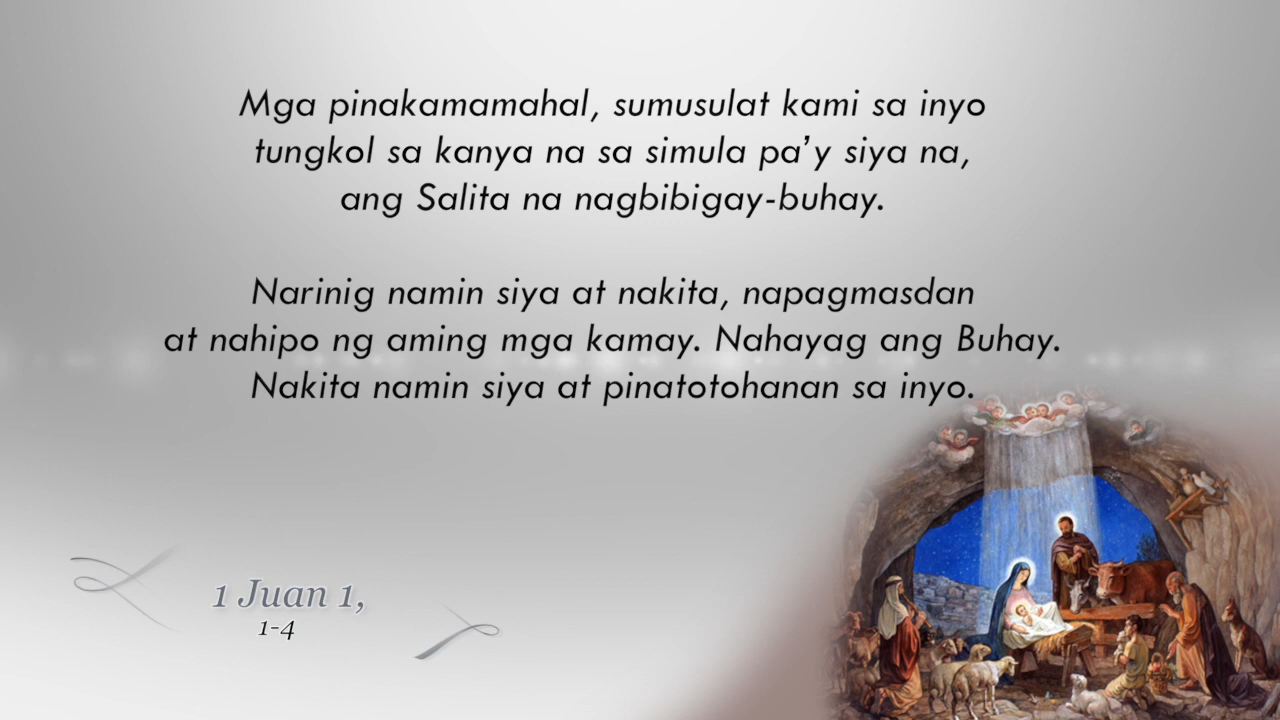 Mga pinakamamahal, sumusulat kami sa inyo
tungkol sa kanya na sa simula pa’y siya na,
ang Salita na nagbibigay-buhay.
Narinig namin siya at nakita, napagmasdan
at nahipo ng aming mga kamay. Nahayag ang Buhay.
Nakita namin siya at pinatotohanan sa inyo.
1 Juan 1,
1-4